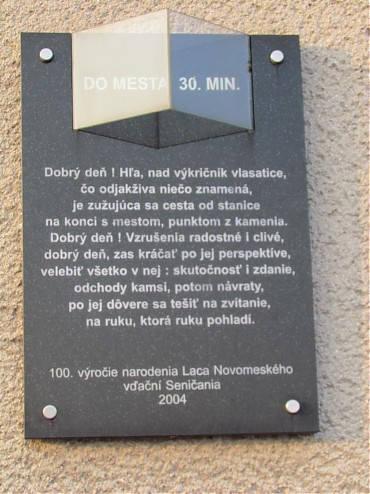 DO MESTA 30. MIN.
Dobrý deň ! Hľa, nad výkričník vlasatice,
čo odjakživa niečo znamená,
je zužujúca sa cesta od stanice
na konci s mestom, punktom z kamenia.
Dobrý deň ! Vzrušenia radostné i clivé,
dobrý deň, zas kráčať po jej perspektíve,
velebiť všetko v nej : skutočnosť i zdanie,
odchody kamsi, potom návraty,
po jej dôvere sa tešiť na zvítanie,
na ruku, ktorá ruku pohladí.
100. výročie narodenia Laca Novomeského
vďační Seničania
2004